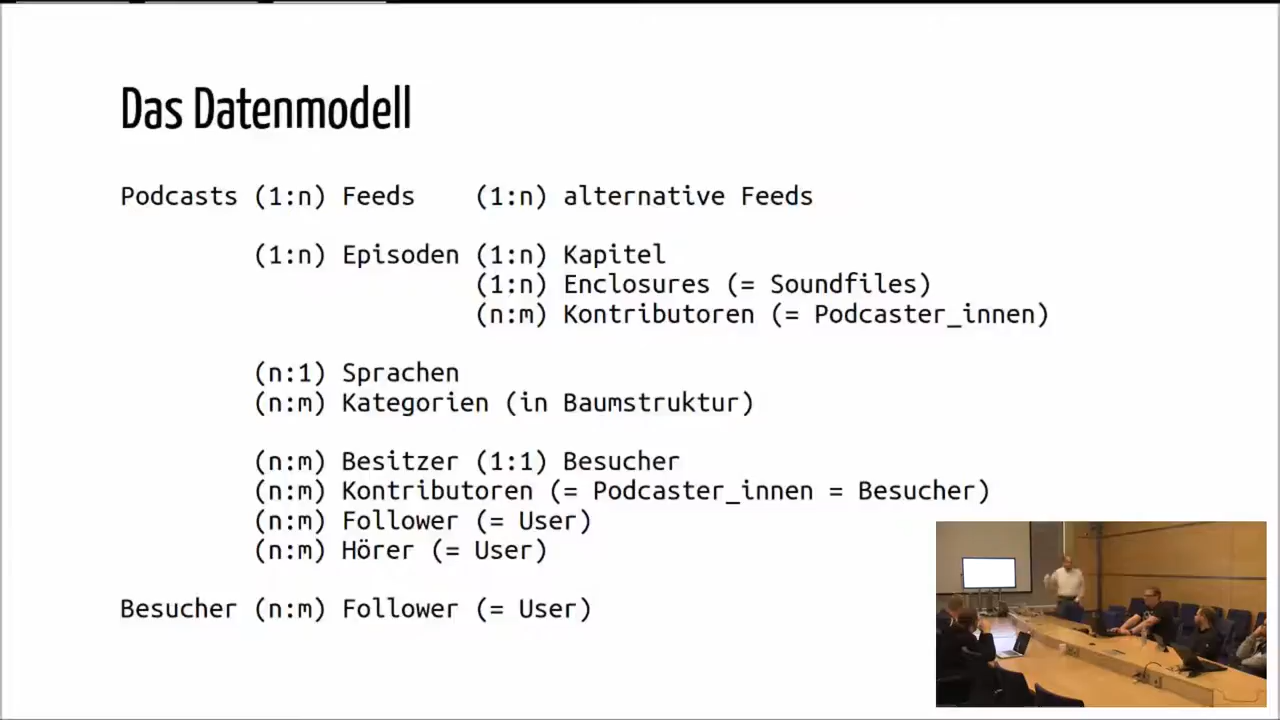 Das Datenmodell
Podcasts (1:n) Feeds (1:n) alternative Feeds
(1:n) Episoden (1:n) Kapitel
(1:n) Enclosures (= Soundfiles)
(n:m) Kontributoren (= Podcaster_innen)
(n:1) Sprachen
(n:m) Kategorien (in Baumstruktur)
(n:m) Besitzer (1:1) Besucher
(n:m) Kontributoren (= Podcaster_innen = Besucher)
(n:m) Follower (= User)
(n:m) Hörer (= User)
Besucher (n:m) Follower (= User)